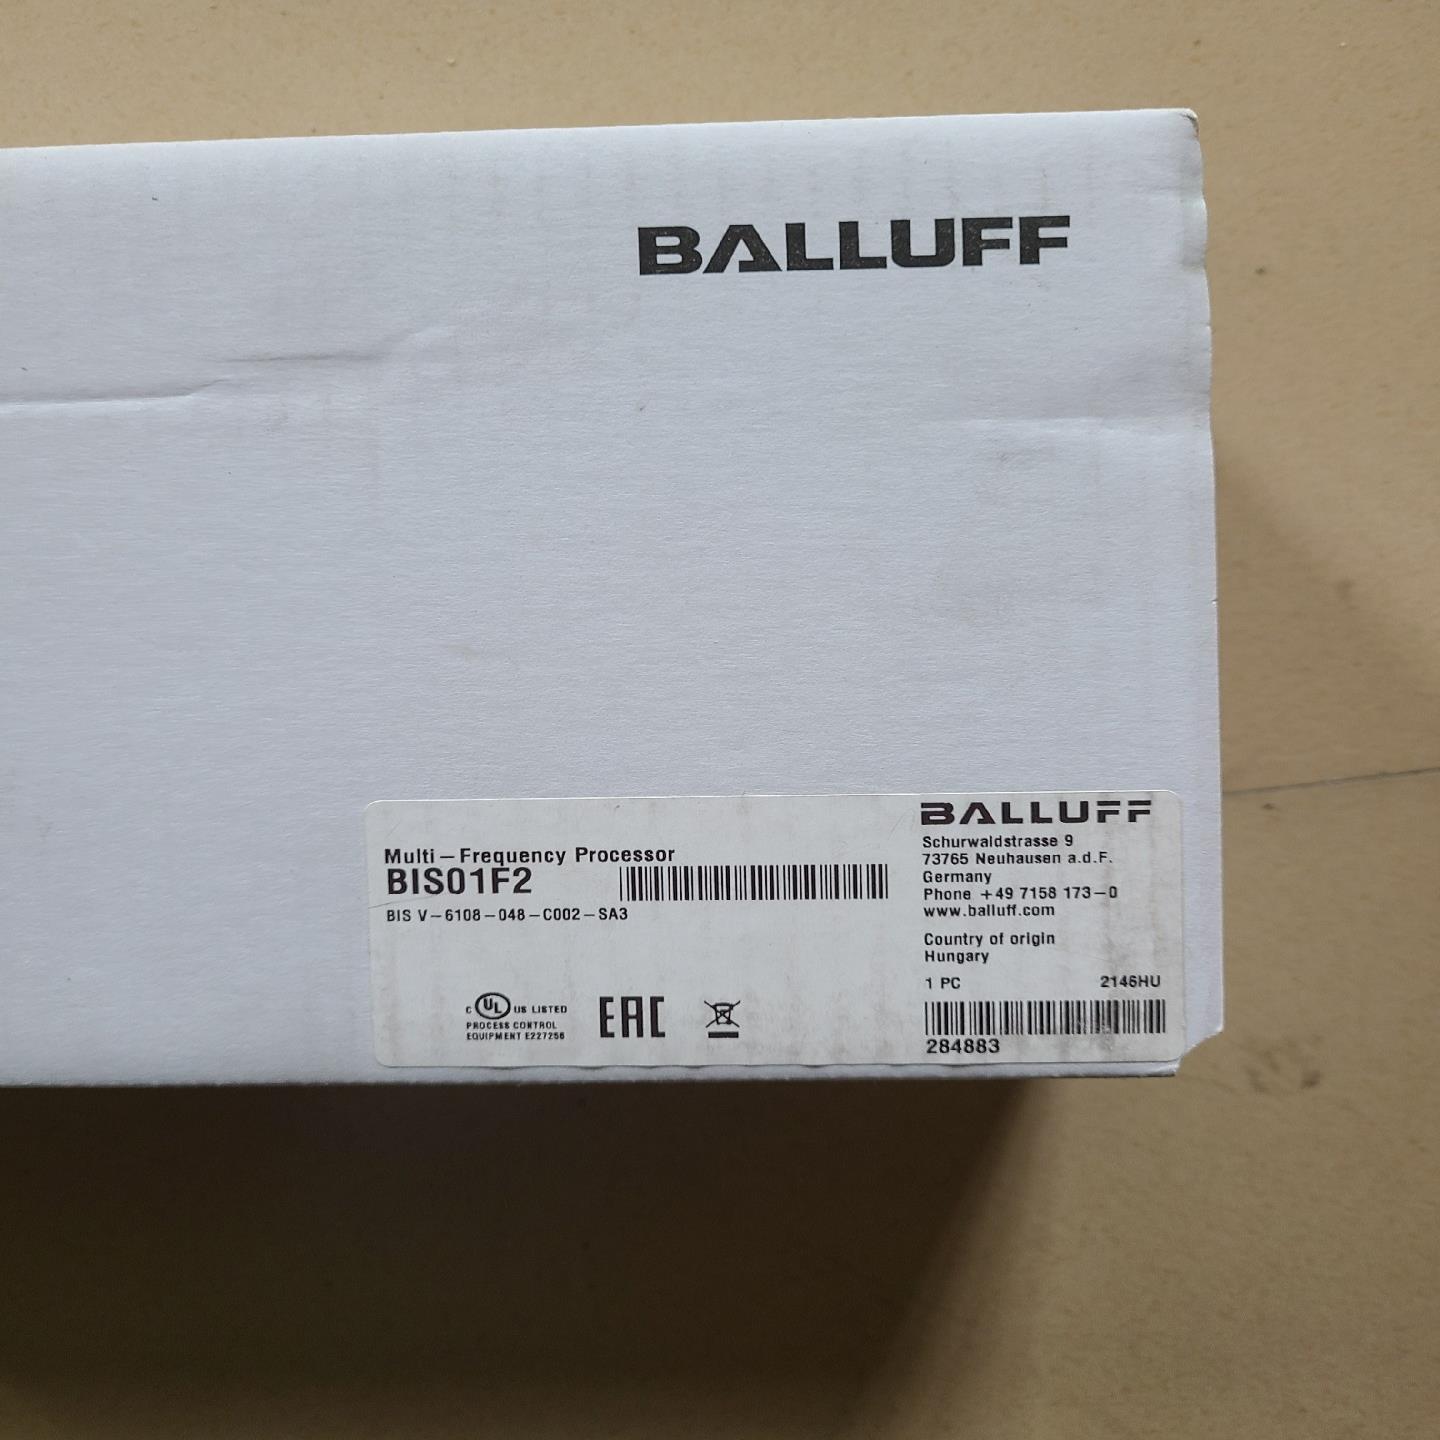 BALLUFF
Multi-Frequency Processor
BIS01F2
BIS V-6108-048-C002-SA3
C UL US LISTED
PROCESS CONTROL
EQUIPMENT E227256
EAC
BALLUFF
Schurwaldstrasse 9
73765 Neuhausen a.d.F.
Germany
Phone +49 7158 173-0
www.balluff.com
Country of origin
Hungary
1 PC 2146HU
284883